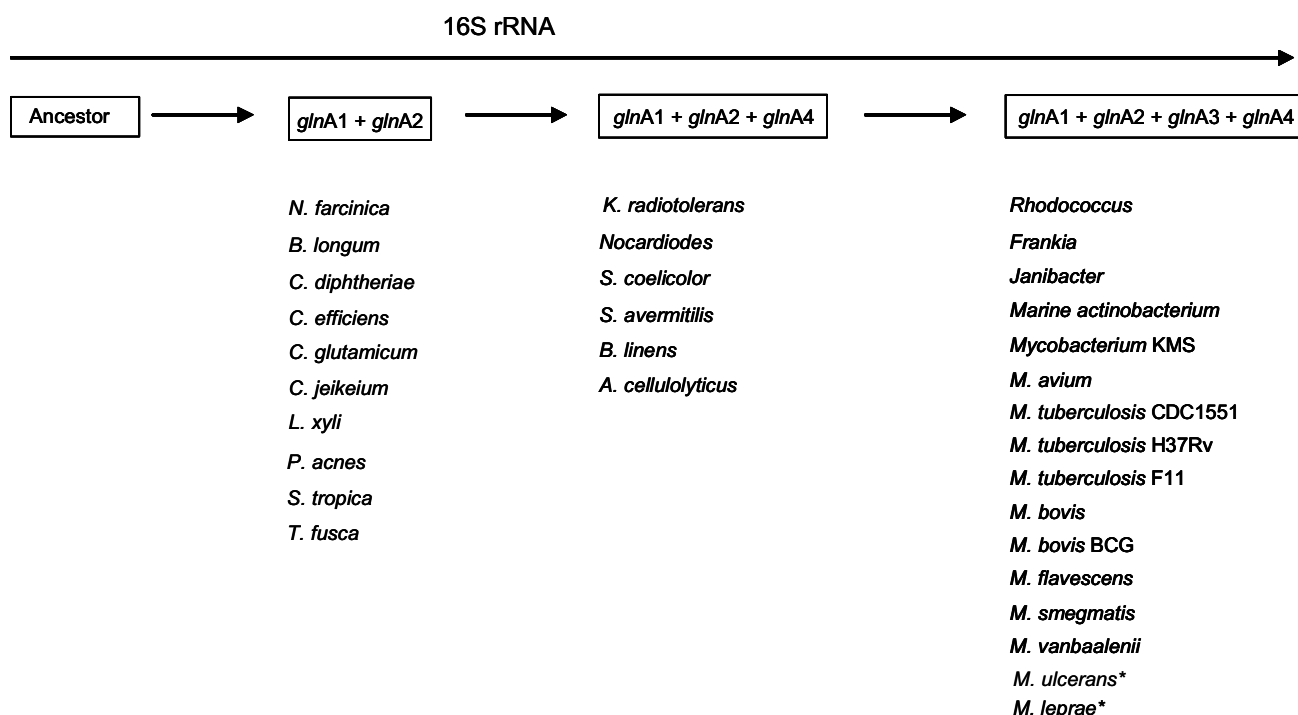 16S rRNA
Ancestor
glnA1 + glnA2
glnA1 + glnA2 + glnA4
glnA1 + glnA2 + glnA3 + glnA4
N. farcinica
B. longum
C. diphtheriae
C. efficiens
C. glutamicum
C. jeikeium
L. xyli
P. acnes
S. tropica
T. fusca
K. radiotolerans
Nocardiodes
S. coelicolor
S. avermitilis
B. linens
A. cellulolyticus
Rhodococcus
Frankia
Janibacter
Marine actinobacterium
Mycobacterium KMS
M. avium
M. tuberculosis CDC1551
M. tuberculosis H37Rv
M. tuberculosis F11
M. bovis
M. bovis BCG
M. flavescens
M. smegmatis
M. vanbaalenii
M. ulcerans*
M. leprae*